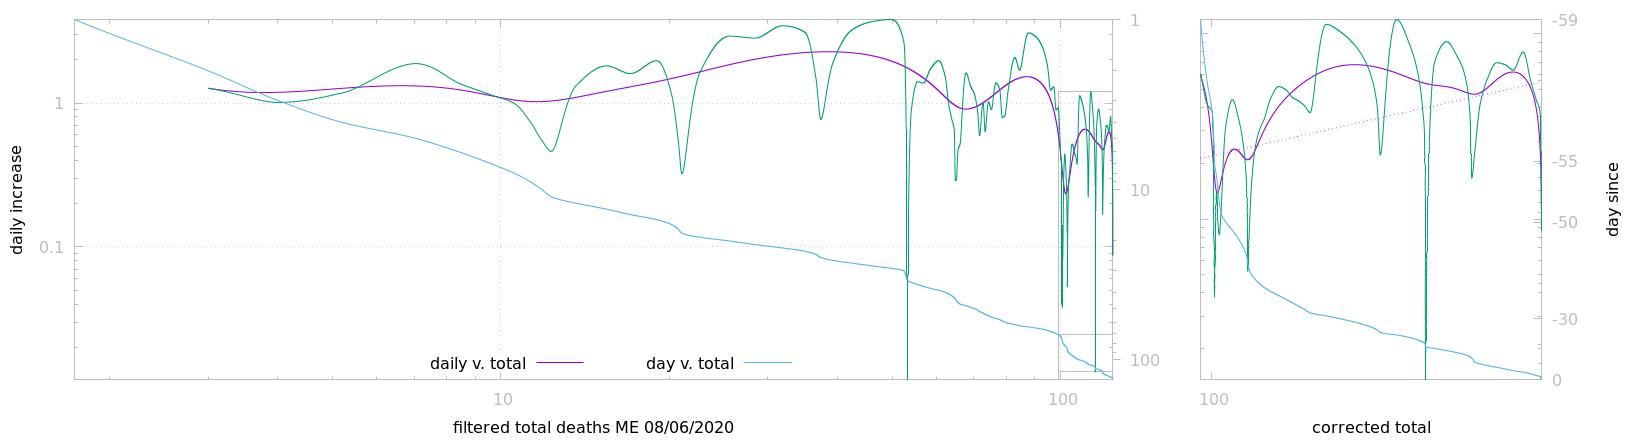 1
0.1
daily increase
daily v. total
day v. total
10
100
filtered total deaths ME 08/06/2020
1
10
100
-59
-55
-50
-30
0
day since
100
corrected total